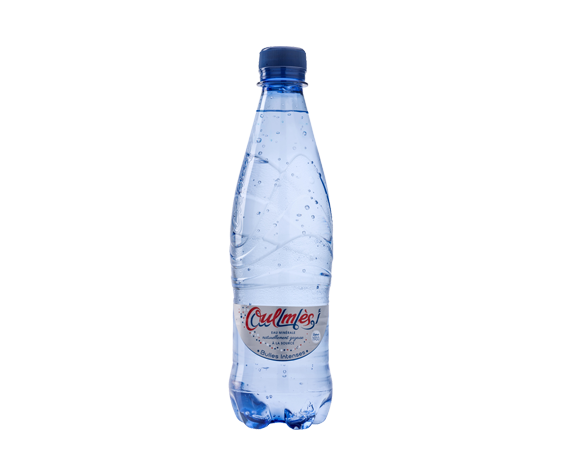 Oulmès
EAU MINÉRALE
naturellement gazeuse
À LA SOURCE
Bulles Intenses